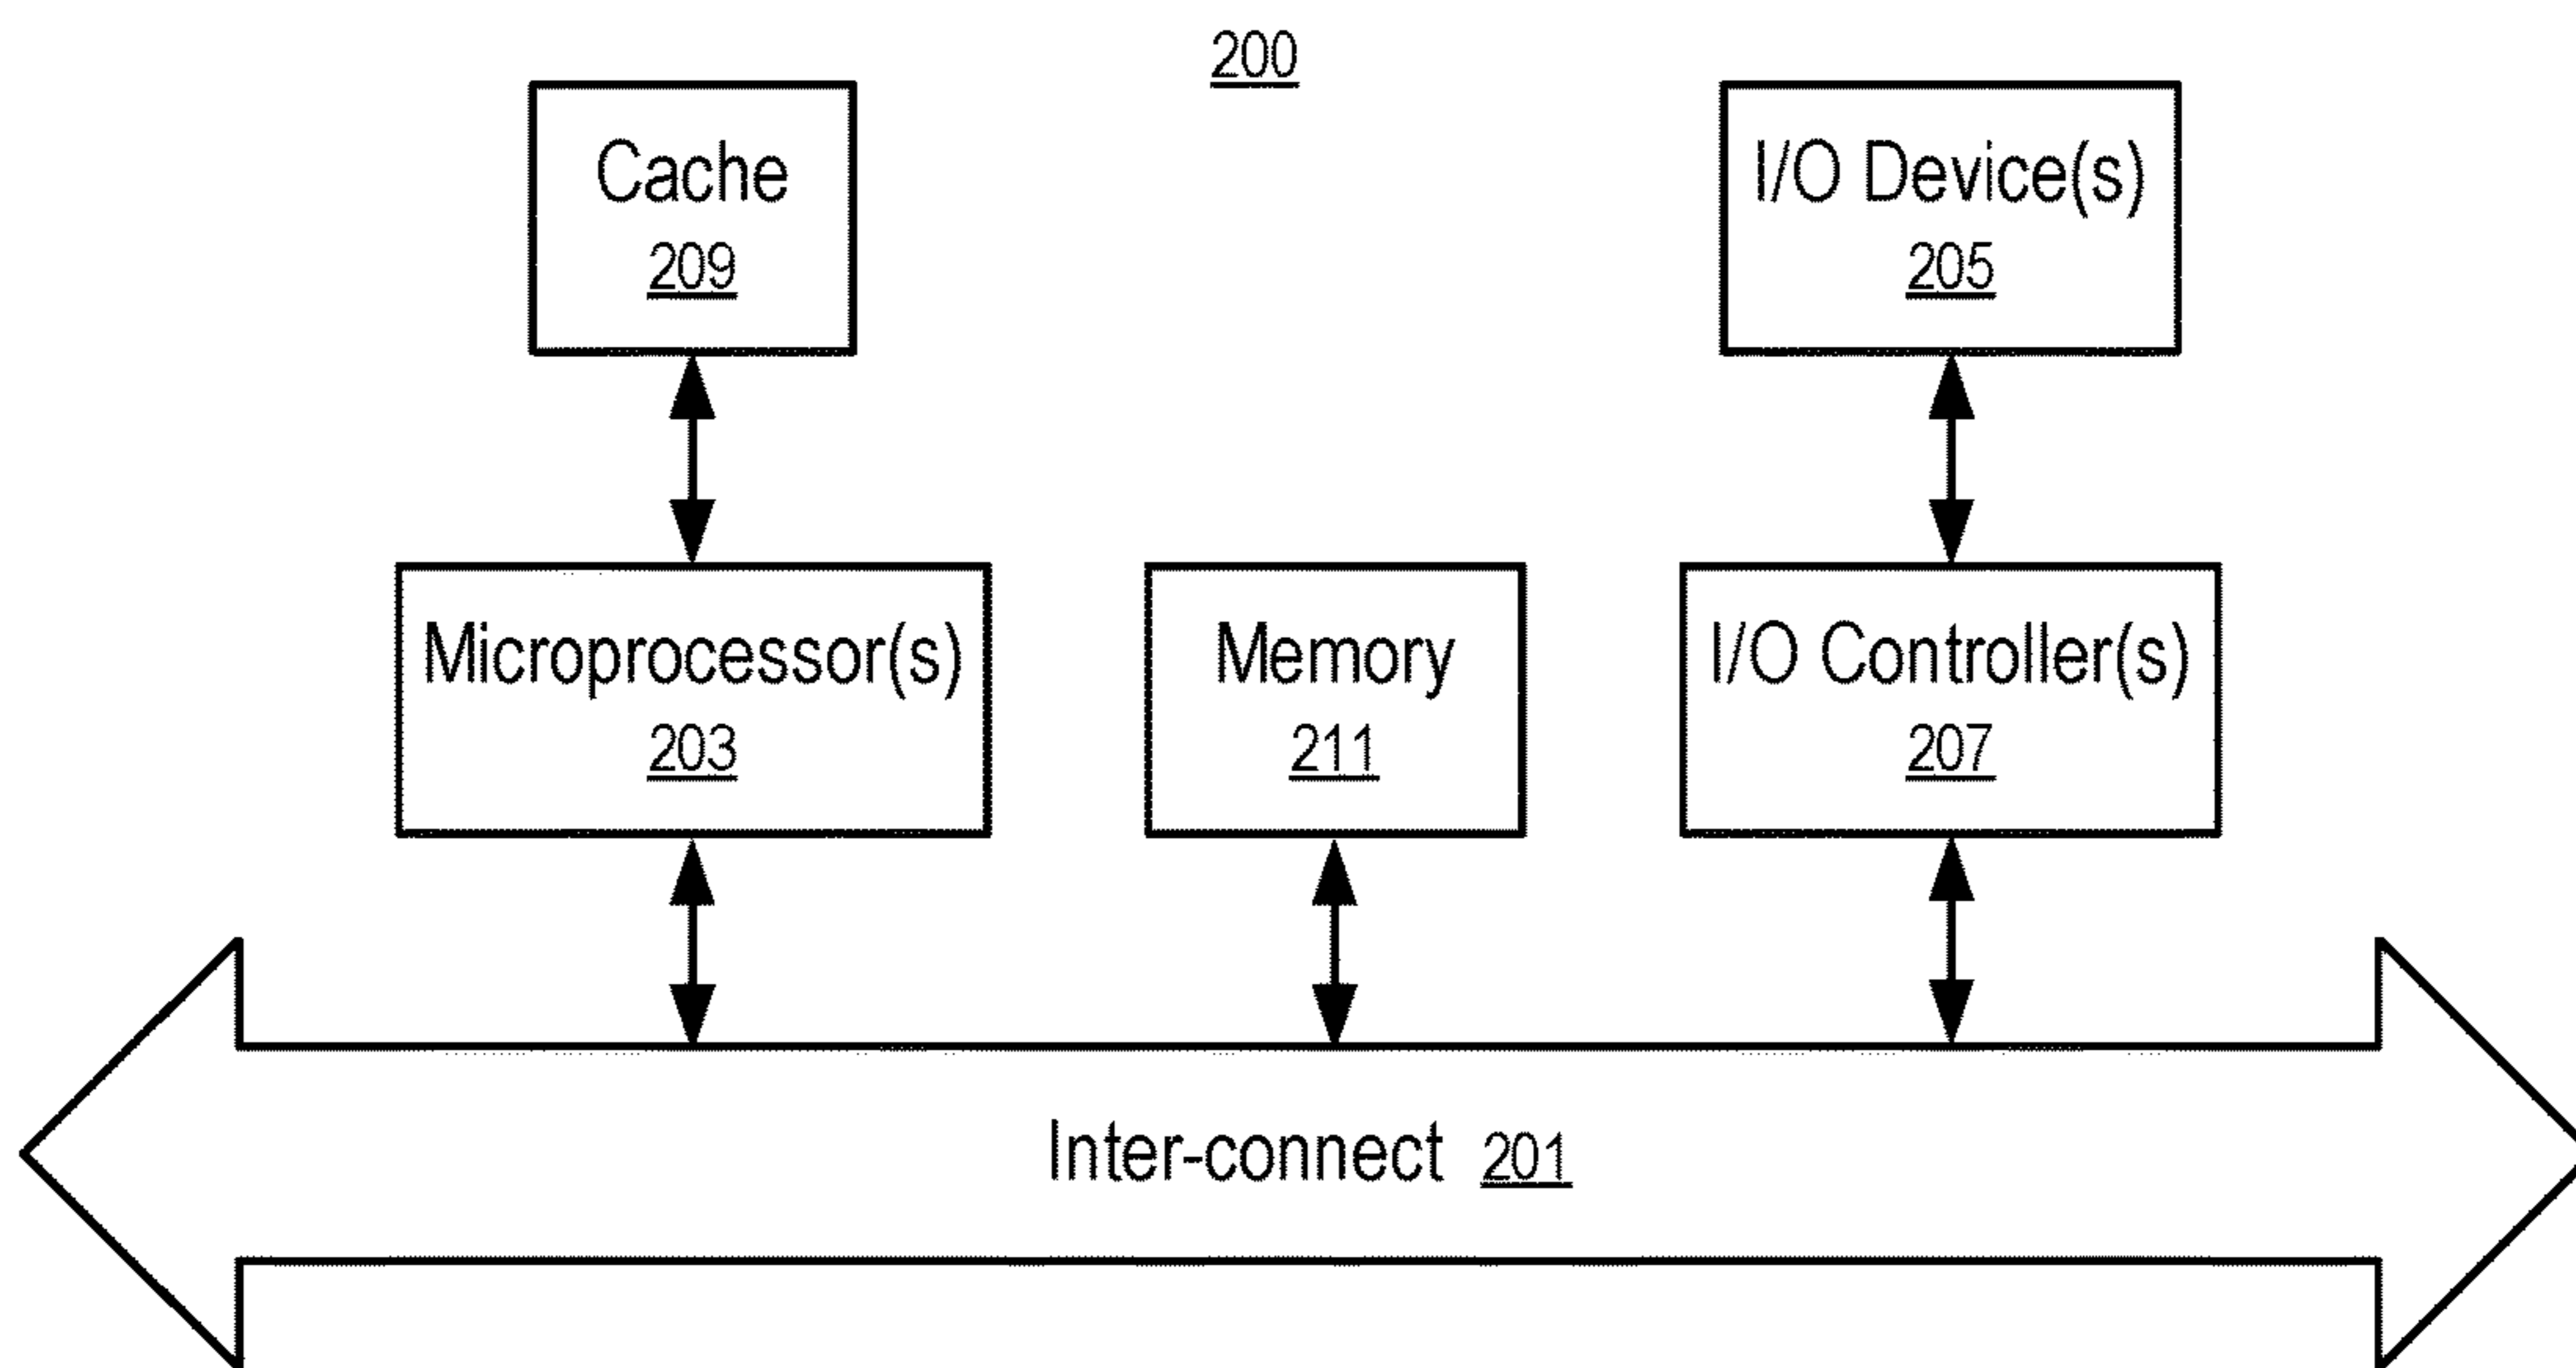 200
Cache
209
I/O Device(s)
205
Microprocessor(s)
203
Memory
211
I/O Controller(s)
207
Inter-connect 201